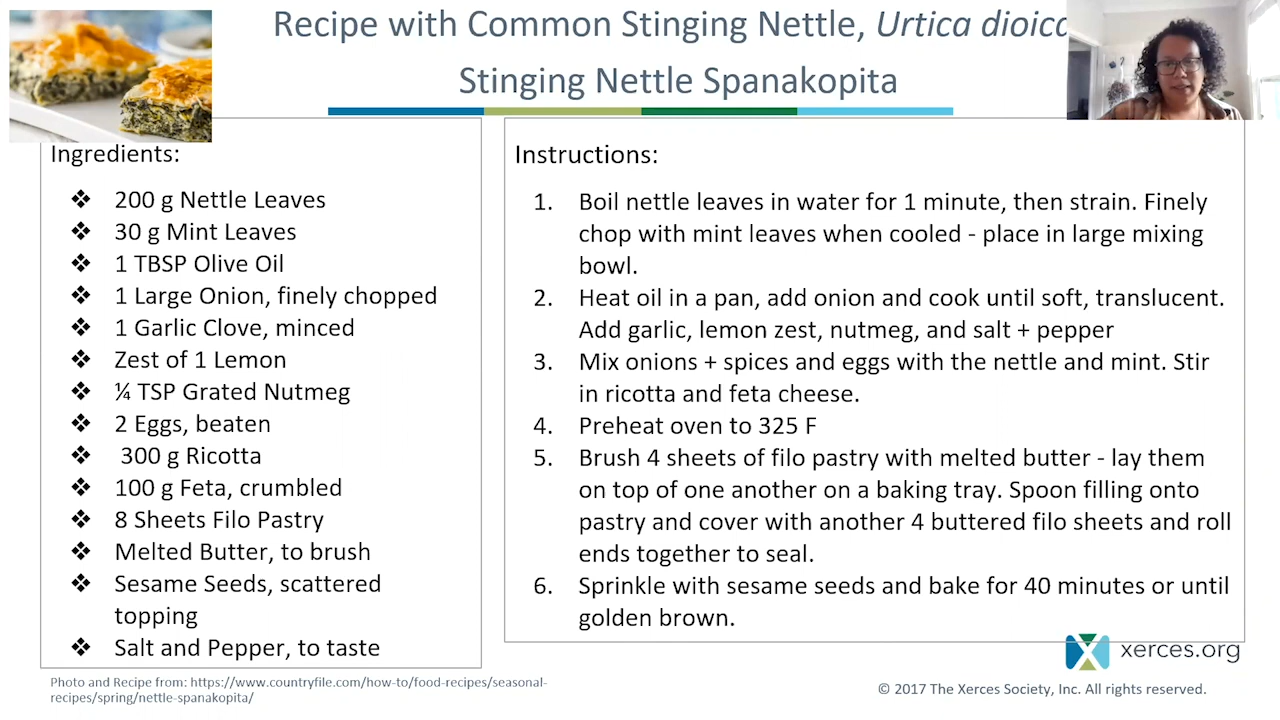 Recipe with Common Stinging Nettle, Urtica dioica
Stinging Nettle Spanakopita
Ingredients:
❖ 200 g Nettle Leaves
❖ 30 g Mint Leaves
❖ 1 TBSP Olive Oil
❖ 1 Large Onion, finely chopped
❖ 1 Garlic Clove, minced
❖ Zest of 1 Lemon
❖ ¼ TSP Grated Nutmeg
❖ 2 Eggs, beaten
❖ 300 g Ricotta
❖ 100 g Feta, crumbled
❖ 8 Sheets Filo Pastry
❖ Melted Butter, to brush
❖ Sesame Seeds, scattered
topping
❖ Salt and Pepper, to taste
Instructions:
1. Boil nettle leaves in water for 1 minute, then strain. Finely
chop with mint leaves when cooled - place in large mixing
bowl.
2. Heat oil in a pan, add onion and cook until soft, translucent.
Add garlic, lemon zest, nutmeg, and salt + pepper
3. Mix onions + spices and eggs with the nettle and mint. Stir
in ricotta and feta cheese.
4. Preheat oven to 325 F
5. Brush 4 sheets of filo pastry with melted butter - lay them
on top of one another on a baking tray. Spoon filling onto
pastry and cover with another 4 buttered filo sheets and roll
ends together to seal.
6. Sprinkle with sesame seeds and bake for 40 minutes or until
golden brown.
xerces.org
Photo and Recipe from: https://www.countryfile.com/how-to/food-recipes/seasonal-
recipes/spring/nettle-spanakopita/
© 2017 The Xerces Society, Inc. All rights reserved.